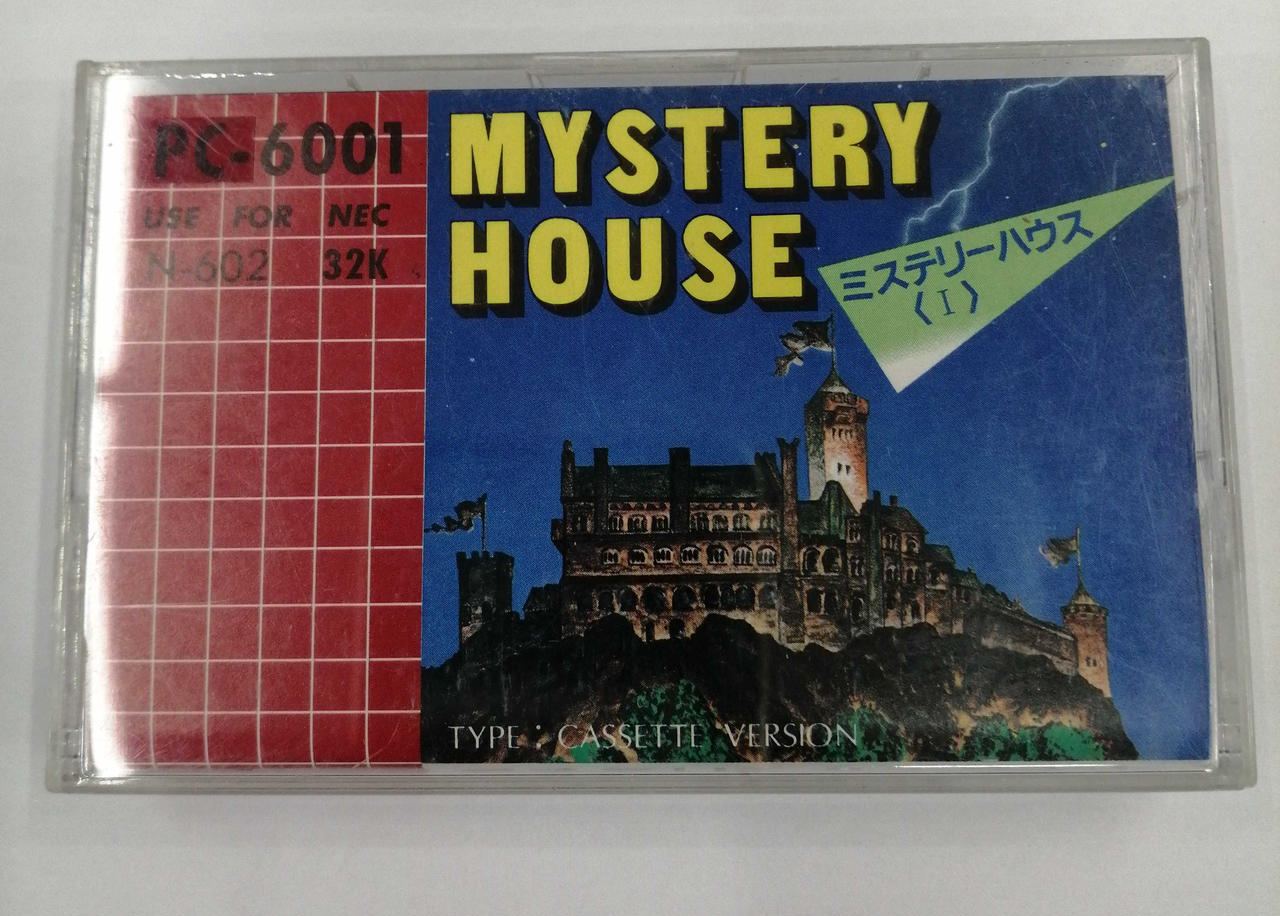 PC-6001
USE FOR NEC
N-602 32K
MYSTERY
HOUSE
ミステリーハウス
〈I〉
TYPE : CASSETTE VERSION